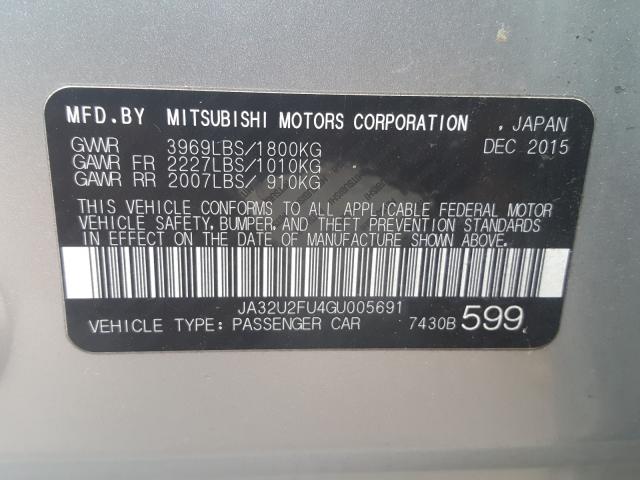 MFD.BY MITSUBISHI MOTORS CORPORATION , JAPAN
GVWR 3969LBS/1800KG DEC 2015
GAWR FR 2227LBS/1010KG
GAWR RR 2007LBS/ 910KG
THIS VEHICLE CONFORMS TO ALL APPLICABLE FEDERAL MOTOR
VEHICLE SAFETY, BUMPER, AND THEFT PREVENTION STANDARDS
IN EFFECT ON THE DATE OF MANUFACTURE SHOWN ABOVE.
JA32U2FU4GU005691
VEHICLE TYPE: PASSENGER CAR 7430B 599